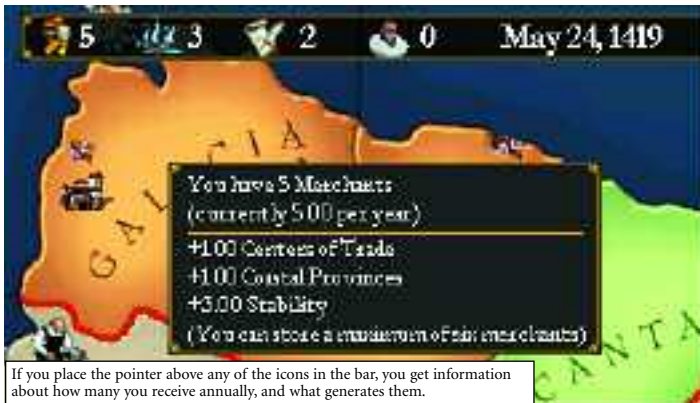 5 3 2 0 May 24, 1419
GALICIA
You have 5 Merchants
(currently 5.00 per year)
+1.00 Centers of Trade
+1.00 Coastal Provinces
+3.00 Stability
(You can store a maximum of six merchants)
CANTA
If you place the pointer above any of the icons in the bar, you get information
about how many you receive annually, and what generates them.